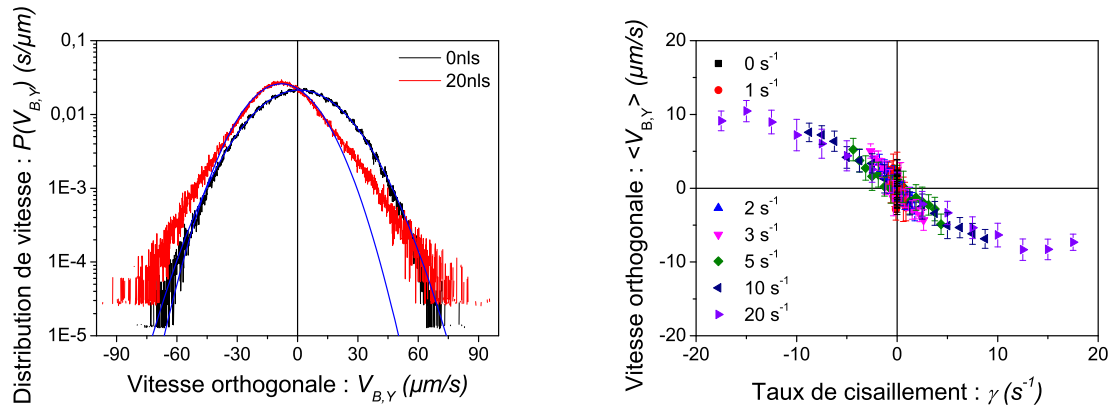 Distribution de vitesse : P(V_B,Y) (s/µm)
0,1
0,01
1E-3
1E-4
1E-5
0nls
20nls
-90 -60 -30 0 30 60 90
Vitesse orthogonale : V_B,Y (µm/s)
Vitesse orthogonale : <V_B,Y> (µm/s)
20
10
0
-10
-20
0 s⁻¹
1 s⁻¹
2 s⁻¹
3 s⁻¹
5 s⁻¹
10 s⁻¹
20 s⁻¹
-20 -10 0 10 20
Taux de cisaillement : γ (s⁻¹)